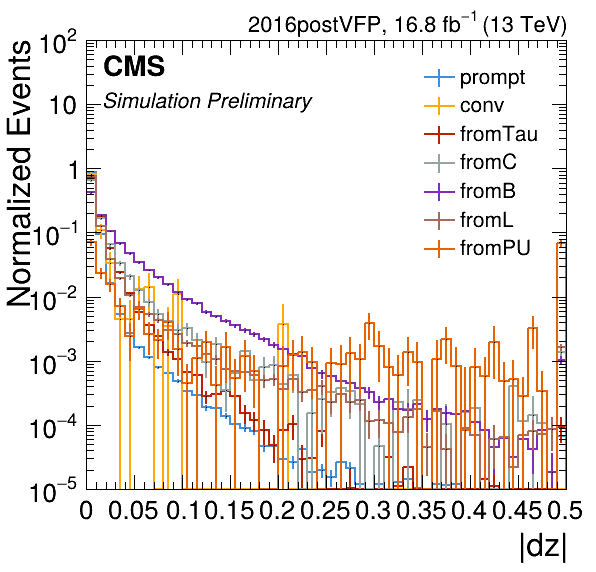 2016postVFP, 16.8 fb⁻¹ (13 TeV)
CMS
Simulation Preliminary
prompt
conv
fromTau
fromC
fromB
fromL
fromPU
Normalized Events
10²
10
1
10⁻¹
10⁻²
10⁻³
10⁻⁴
10⁻⁵
0 0.05 0.10 0.15 0.2 0.25 0.3 0.35 0.40 0.45 0.5
|dz|